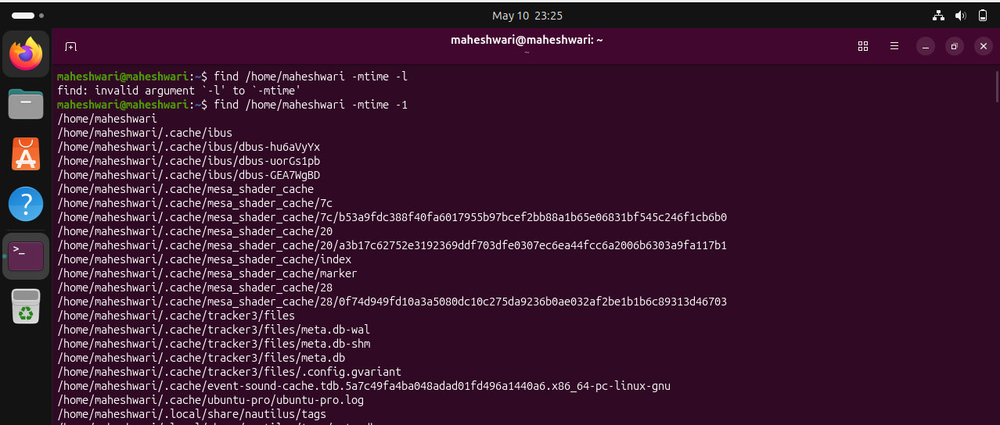 May 10 23:25
maheshwari@maheshwari: ~
~
maheshwari@maheshwari:~$ find /home/maheshwari -mtime -l
find: invalid argument `-l' to `-mtime'
maheshwari@maheshwari:~$ find /home/maheshwari -mtime -1
/home/maheshwari
/home/maheshwari/.cache/ibus
/home/maheshwari/.cache/ibus/dbus-hu6aVyYx
/home/maheshwari/.cache/ibus/dbus-uorGs1pb
/home/maheshwari/.cache/ibus/dbus-GEA7WgBD
/home/maheshwari/.cache/mesa_shader_cache
/home/maheshwari/.cache/mesa_shader_cache/7c
/home/maheshwari/.cache/mesa_shader_cache/7c/b53a9fdc388f40fa6017955b97bcef2bb88a1b65e06831bf545c246f1cb6b0
/home/maheshwari/.cache/mesa_shader_cache/20
/home/maheshwari/.cache/mesa_shader_cache/20/a3b17c62752e3192369ddf703dfe0307ec6ea44fcc6a2006b6303a9fa117b1
/home/maheshwari/.cache/mesa_shader_cache/index
/home/maheshwari/.cache/mesa_shader_cache/marker
/home/maheshwari/.cache/mesa_shader_cache/28
/home/maheshwari/.cache/mesa_shader_cache/28/0f74d949fd10a3a5080dc10c275da9236b0ae032af2be1b1b6c89313d46703
/home/maheshwari/.cache/tracker3/files
/home/maheshwari/.cache/tracker3/files/meta.db-wal
/home/maheshwari/.cache/tracker3/files/meta.db-shm
/home/maheshwari/.cache/tracker3/files/meta.db
/home/maheshwari/.cache/tracker3/files/.config.gvariant
/home/maheshwari/.cache/event-sound-cache.tdb.5a7c49fa4ba048adad01fd496a1440a6.x86_64-pc-linux-gnu
/home/maheshwari/.cache/ubuntu-pro/ubuntu-pro.log
/home/maheshwari/.local/share/nautilus/tags